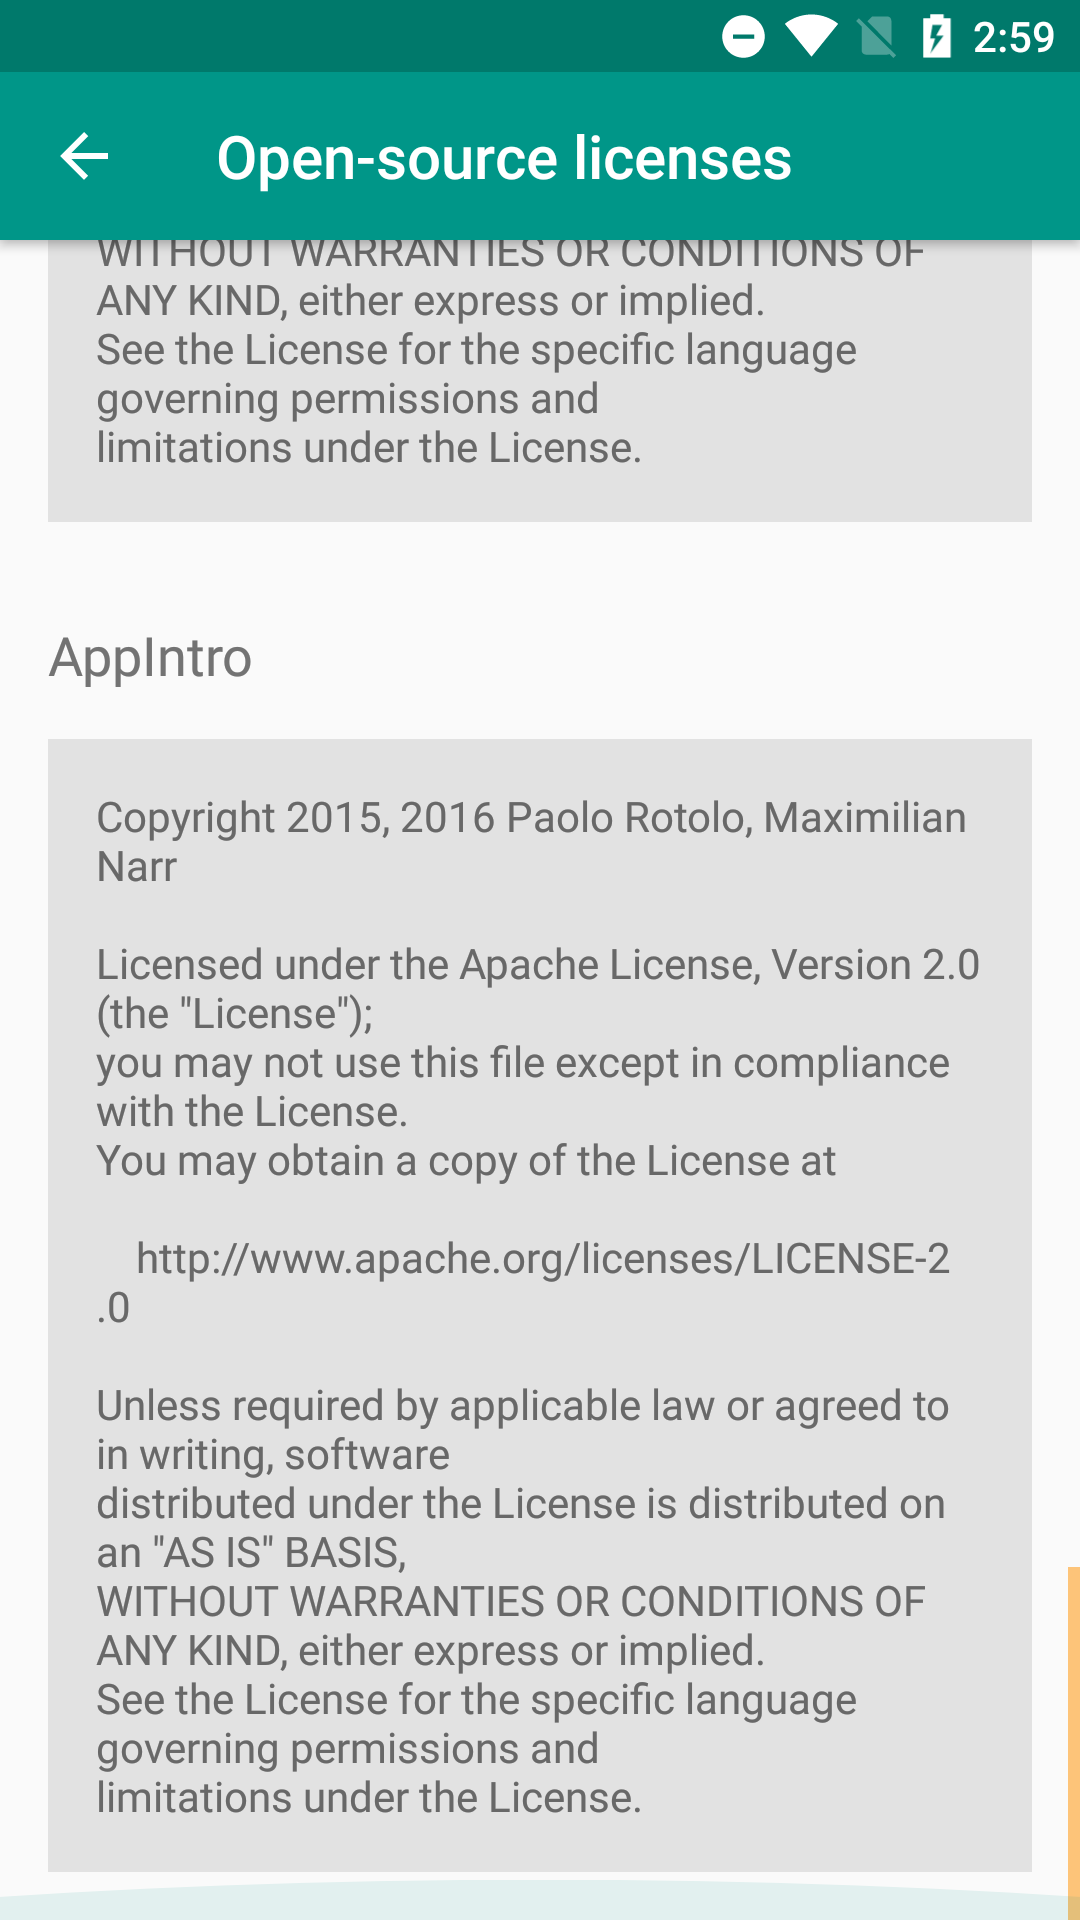 2:59
Open-source licenses
WITHOUT WARRANTIES OR CONDITIONS OF
ANY KIND, either express or implied.
See the License for the specific language
governing permissions and
limitations under the License.
AppIntro
Copyright 2015, 2016 Paolo Rotolo, Maximilian
Narr
Licensed under the Apache License, Version 2.0
(the "License");
you may not use this file except in compliance
with the License.
You may obtain a copy of the License at
http://www.apache.org/licenses/LICENSE-2
.0
Unless required by applicable law or agreed to
in writing, software
distributed under the License is distributed on
an "AS IS" BASIS,
WITHOUT WARRANTIES OR CONDITIONS OF
ANY KIND, either express or implied.
See the License for the specific language
governing permissions and
limitations under the License.